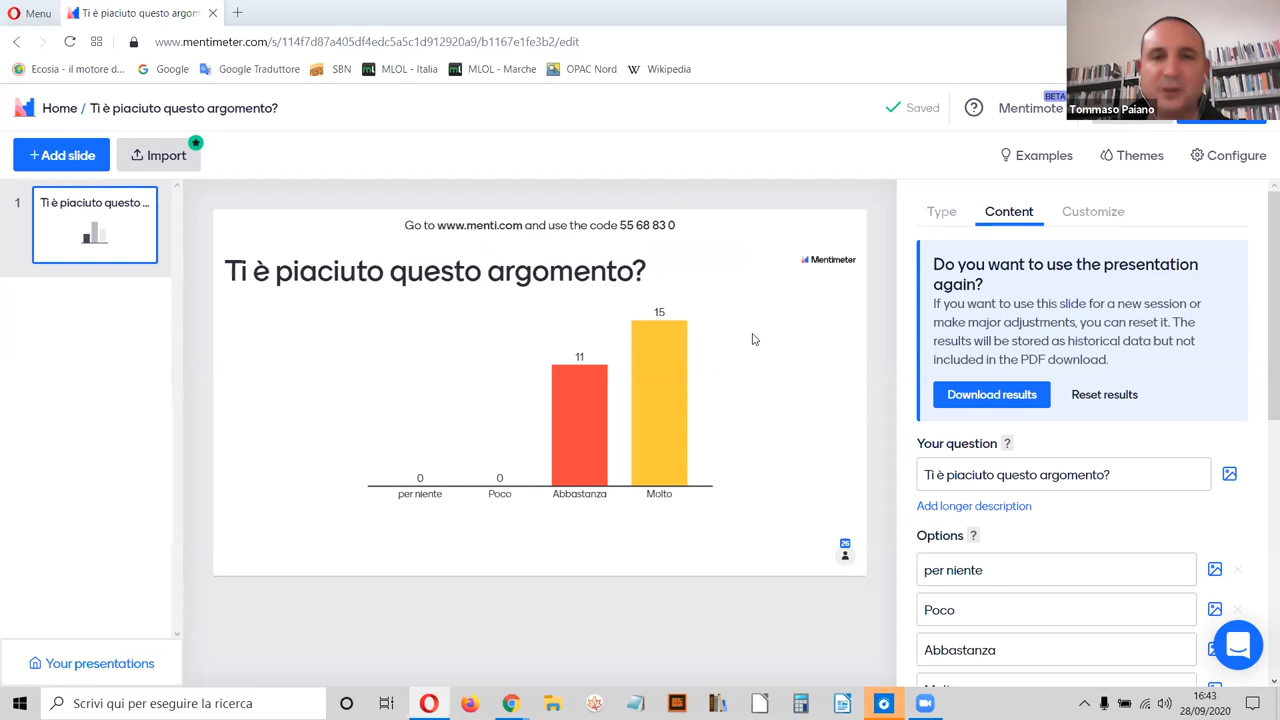 Menu
Ti è piaciuto questo argom
www.mentimeter.com/s/114f7d87a405df4edc5a5c1d912920a9/b1167e1fe3b2/edit
Ecosia - il motore d...
Google
Google Traduttore
SBN
MLOL - Italia
MLOL - Marche
OPAC Nord
Wikipedia
Home / Ti è piaciuto questo argomento?
Saved
Mentimote
BETA
Tommaso Paiano
+ Add slide
Import
Examples
Themes
Configure
1
Ti è piaciuto questo ...
Go to www.menti.com and use the code 55 68 83 0
Ti è piaciuto questo argomento?
Mentimeter
0
0
11
15
per niente
Poco
Abbastanza
Molto
26
Type
Content
Customize
Do you want to use the presentation
again?
If you want to use this slide for a new session or
make major adjustments, you can reset it. The
results will be stored as historical data but not
included in the PDF download.
Download results
Reset results
Your question ?
Ti è piaciuto questo argomento?
Add longer description
Options ?
per niente
Poco
Abbastanza
Your presentations
Scrivi qui per eseguire la ricerca
16:43
28/09/2020